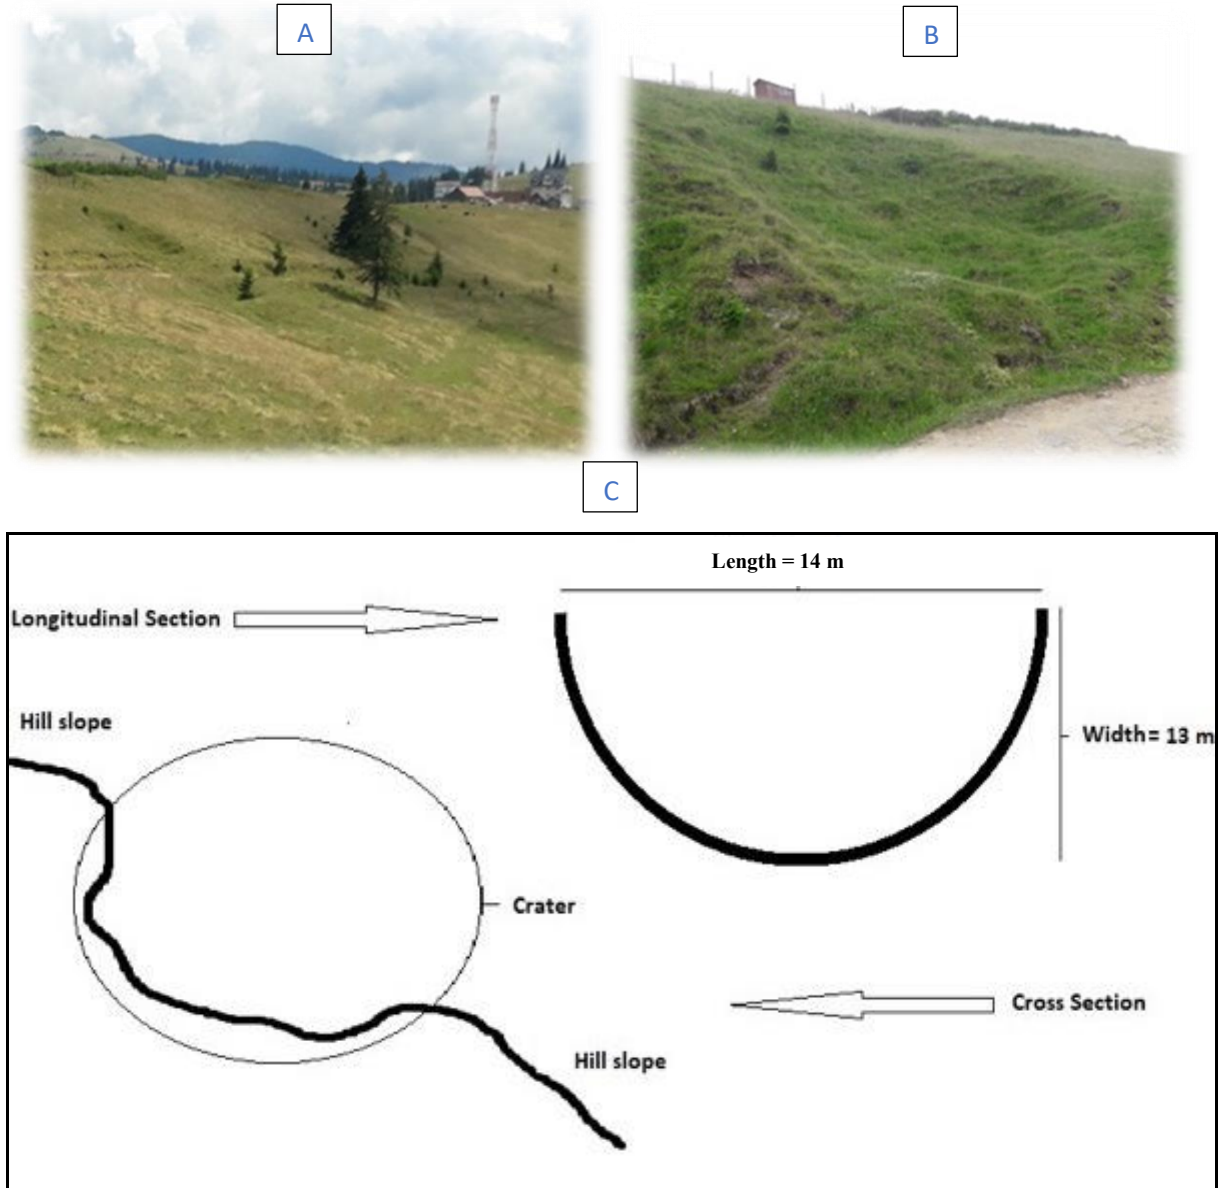 A
B
C
Length = 14 m
Longitudinal Section
Hill slope
Width= 13 m
Crater
Cross Section
Hill slope